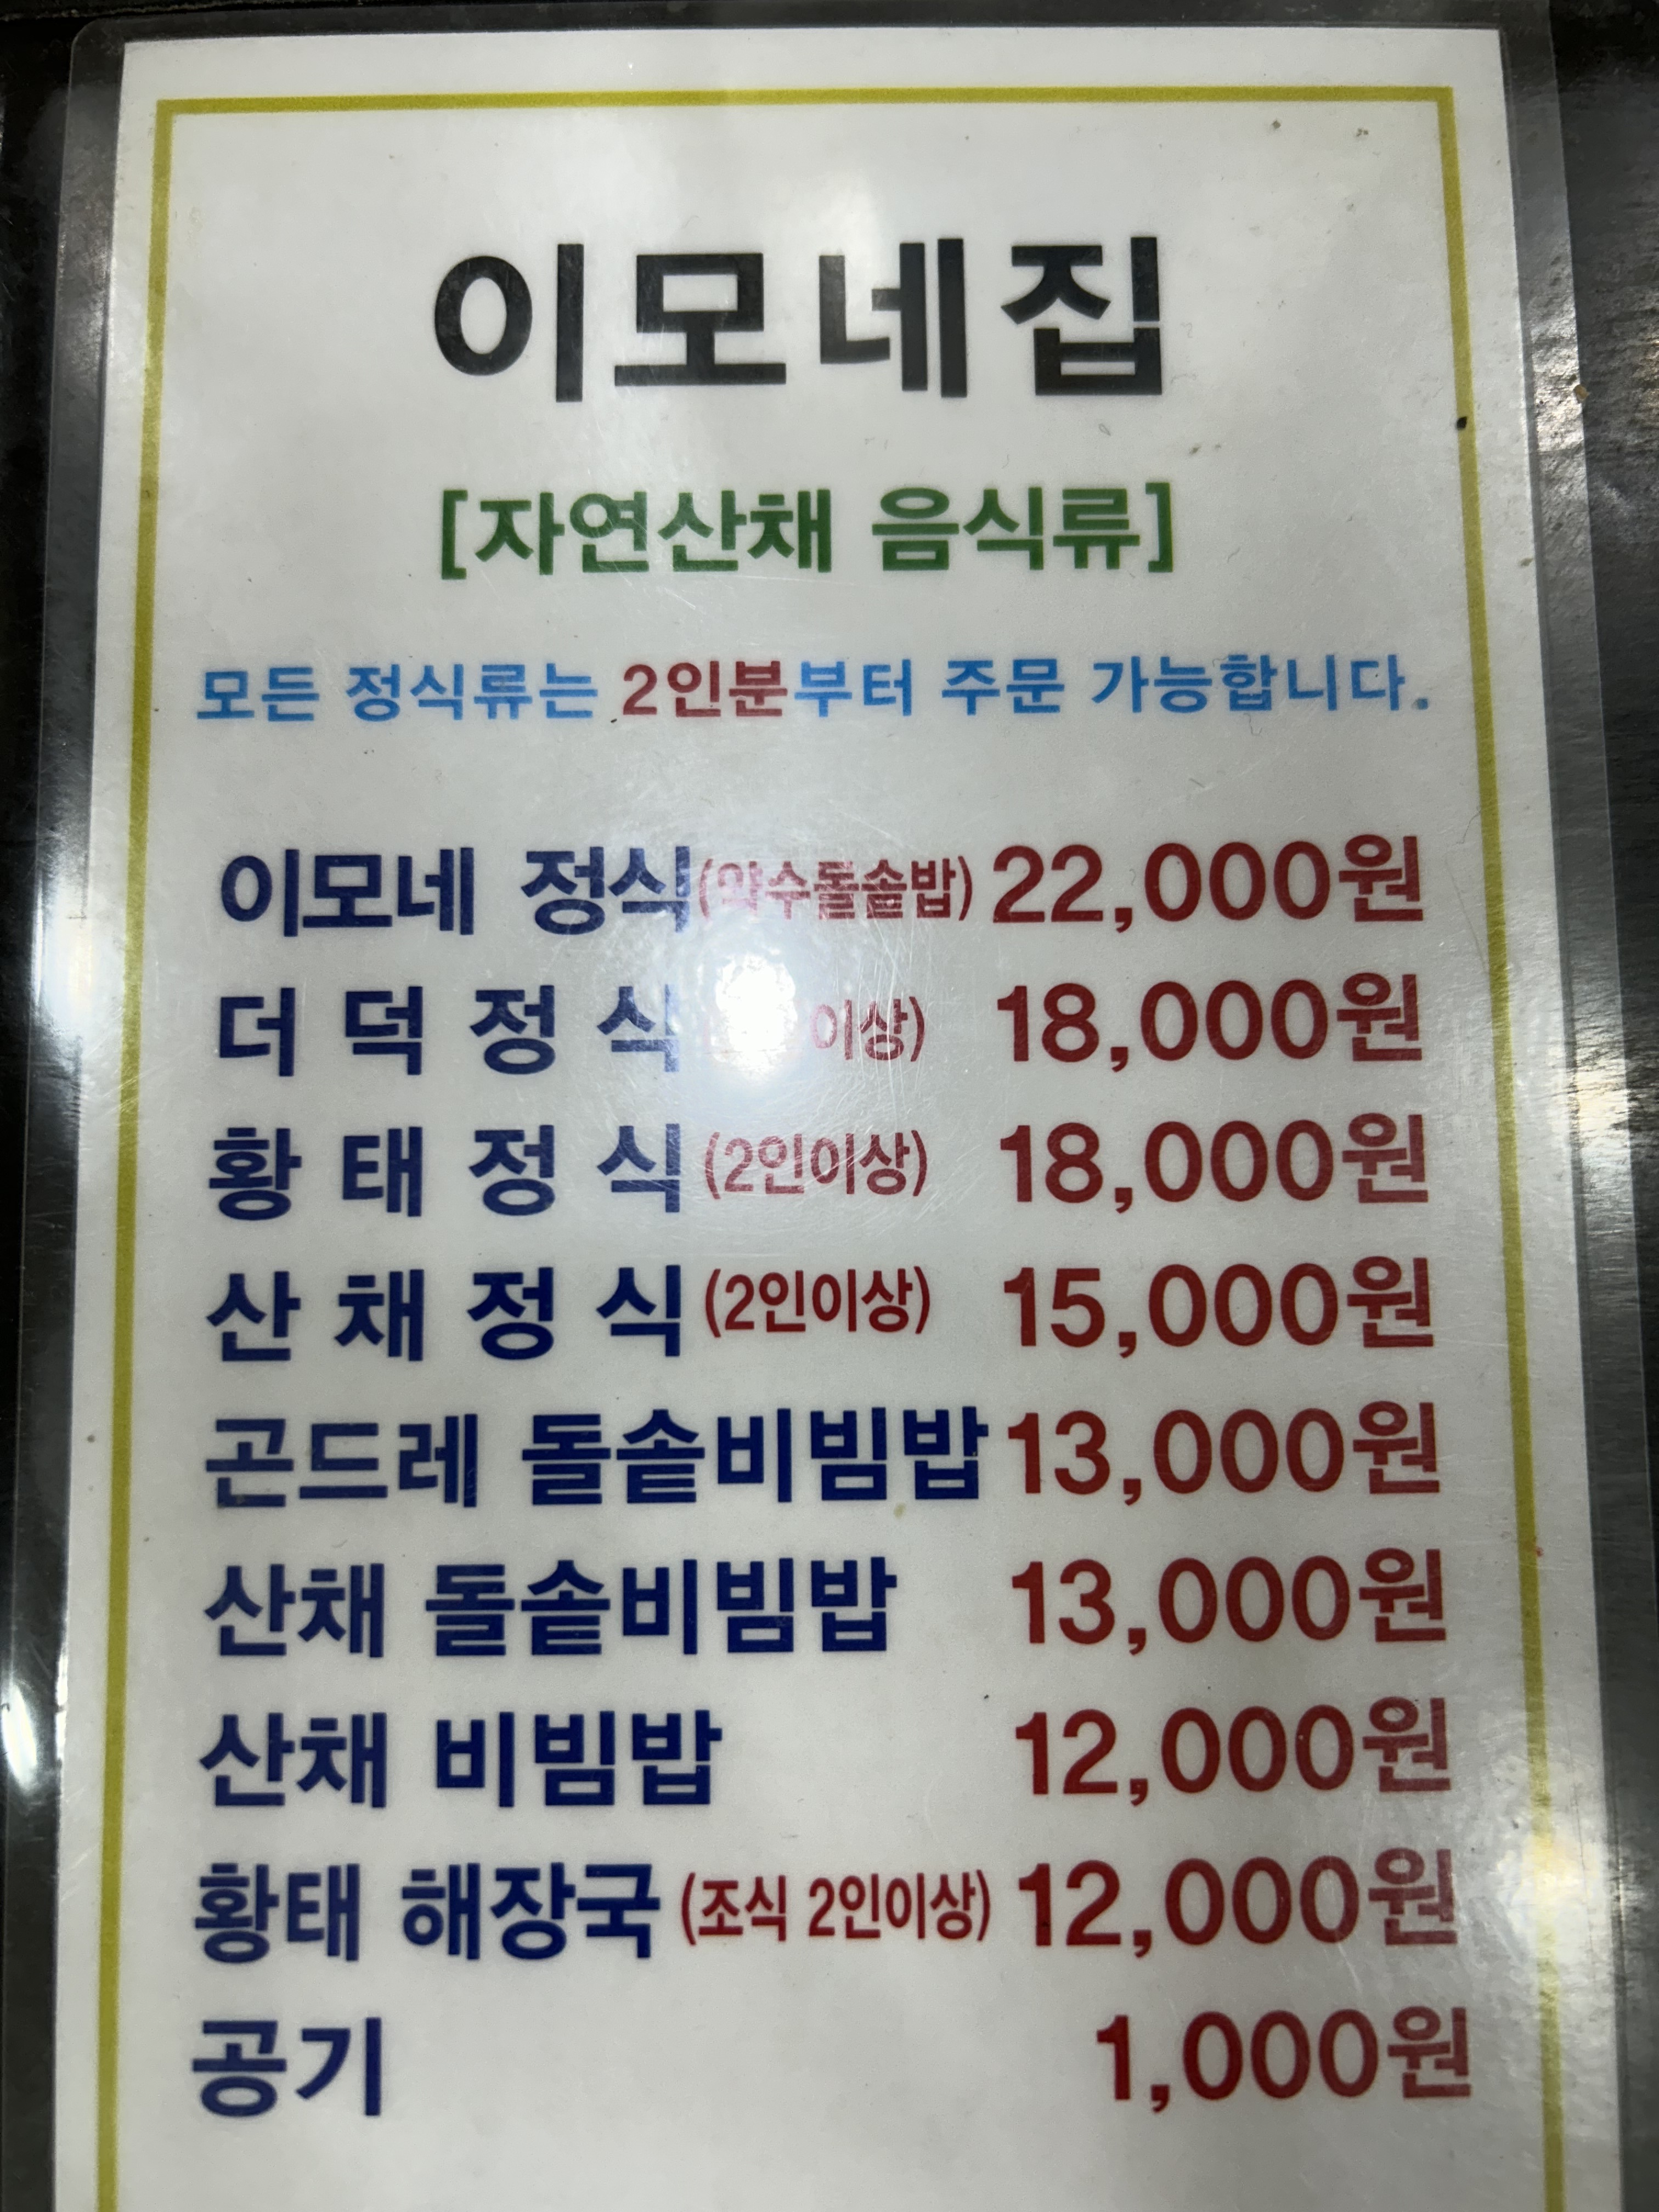 이모네집
[자연산채 음식류]
모든 정식류는 2인분부터 주문 가능합니다.
이모네 정식(약수돌솥밥) 22,000원
더덕정식 이상) 18,000원
황태정식 (2인이상) 18,000원
산채정식 (2인이상) 15,000원
곤드레 돌솥비빔밥 13,000원
산채 돌솥비빔밥 13,000원
산채 비빔밥 12,000원
황태 해장국 (조식 2인이상) 12,000원
공기 1,000원